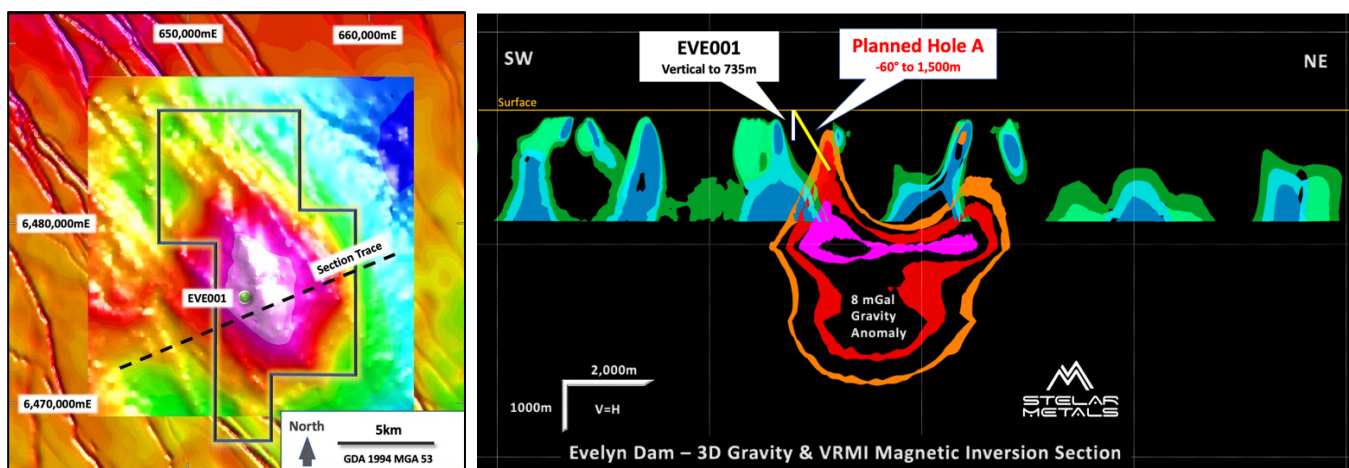 650,000mE
660,000mE
6,480,000mE
Section Trace
EVE001
6,470,000mE
North
5km
GDA 1994 MGA 53
SW
EVE001
Vertical to 735m
Planned Hole A
-60° to 1,500m
NE
Surface
8 mGal
Gravity
Anomaly
2,000m
1000m
V=H
STELAR
METALS
Evelyn Dam – 3D Gravity & VRMI Magnetic Inversion Section